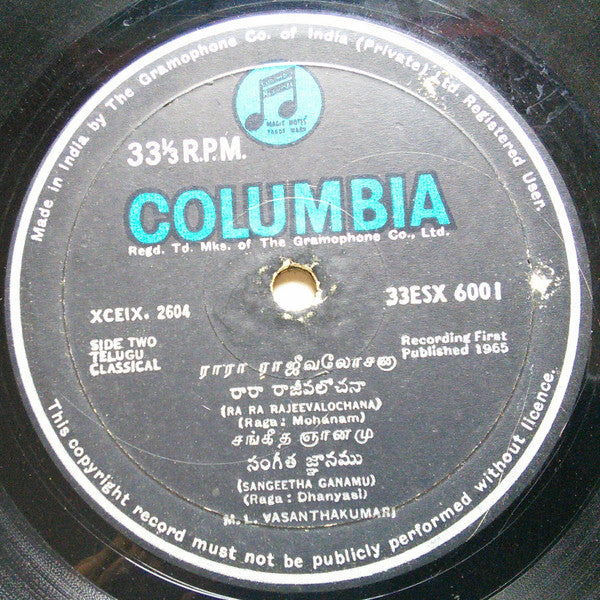 Made in India by The Gramophone Co. of India (Private) Ltd. Registered User.
MAGIC NOTES
TRADE MARK
33⅓ R.P.M.
COLUMBIA
Regd. Td. Mks. of The Gramophone Co., Ltd.
XCEIX. 2604
33ESX 6001
SIDE TWO
TELUGU
CLASSICAL
Recording First
Published 1965
ராரா ராஜீவலோசனா
రారా రాజీవలోచనా
(RA RA RAJEEVALOCHANA)
(Raga : Mohanam)
சங்கீத ஞானமு
సంగీత జ్ఞానము
(SANGEETHA GANAMU)
(Raga : Dhanyasi)
M. L. VASANTHAKUMARI
This copyright record must not be publicly performed without licence.